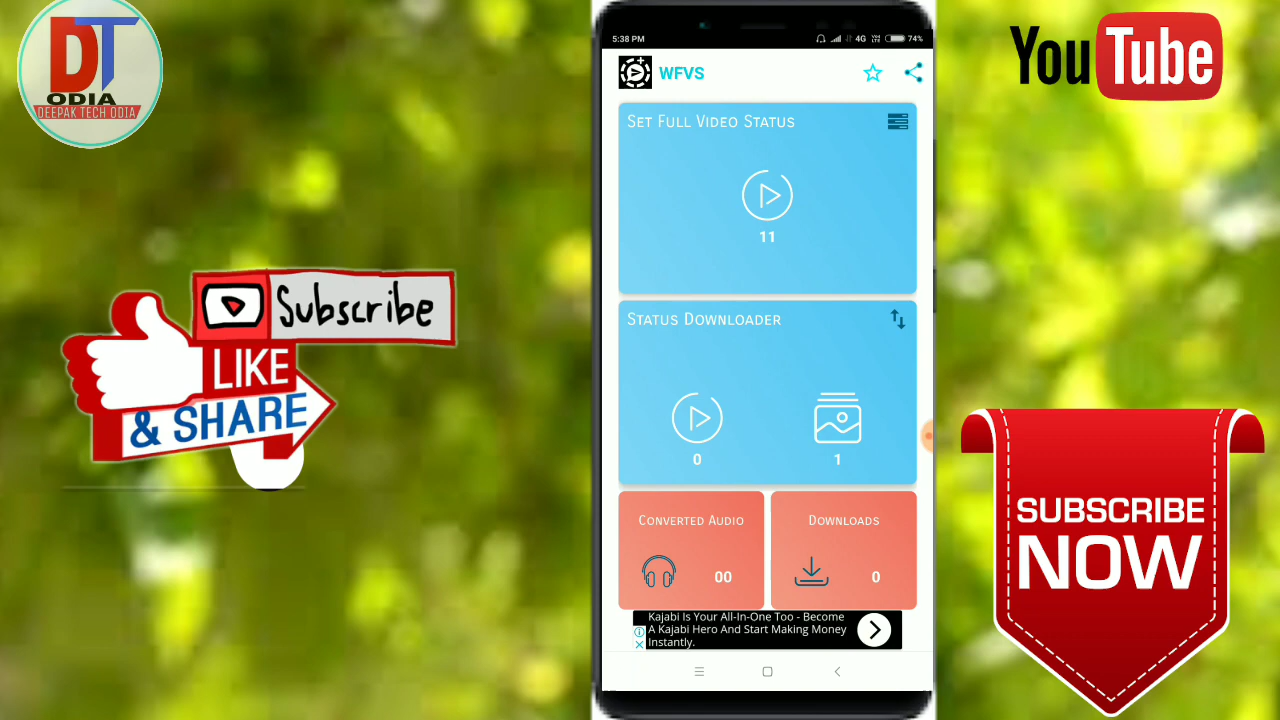 DT
ODIA
DEEPAK TECH ODIA
Subscribe
LIKE
& SHARE
5:38 PM
4G
VoLTE
74%
WFVS
SET FULL VIDEO STATUS
11
STATUS DOWNLOADER
0
1
CONVERTED AUDIO
00
DOWNLOADS
0
Kajabi Is Your All-In-One Too - Become
A Kajabi Hero And Start Making Money
Instantly.
YouTube
SUBSCRIBE
NOW